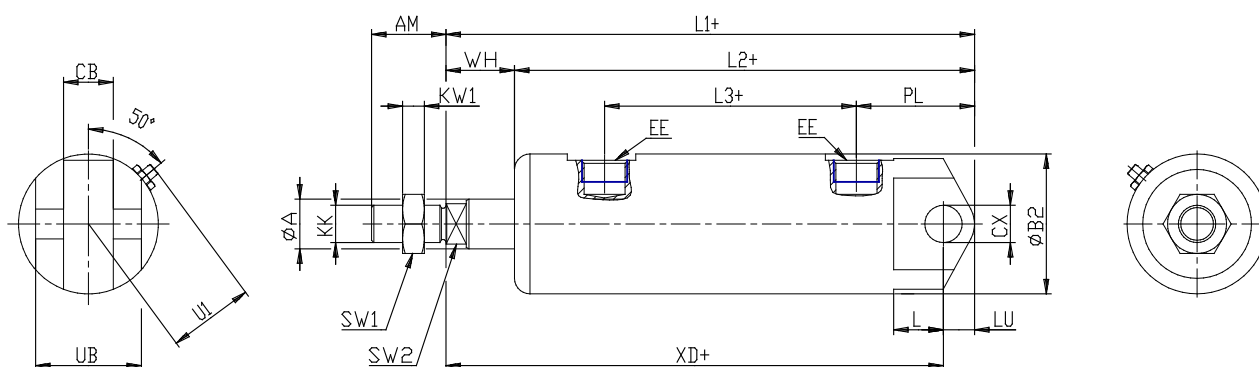 AM
L1+
WH
L2+
CB
KW1
L3+
PL
50°
EE
EE
ØA
KK
CX
ØB2
U1
SW1
L
LU
UB
SW2
XD+